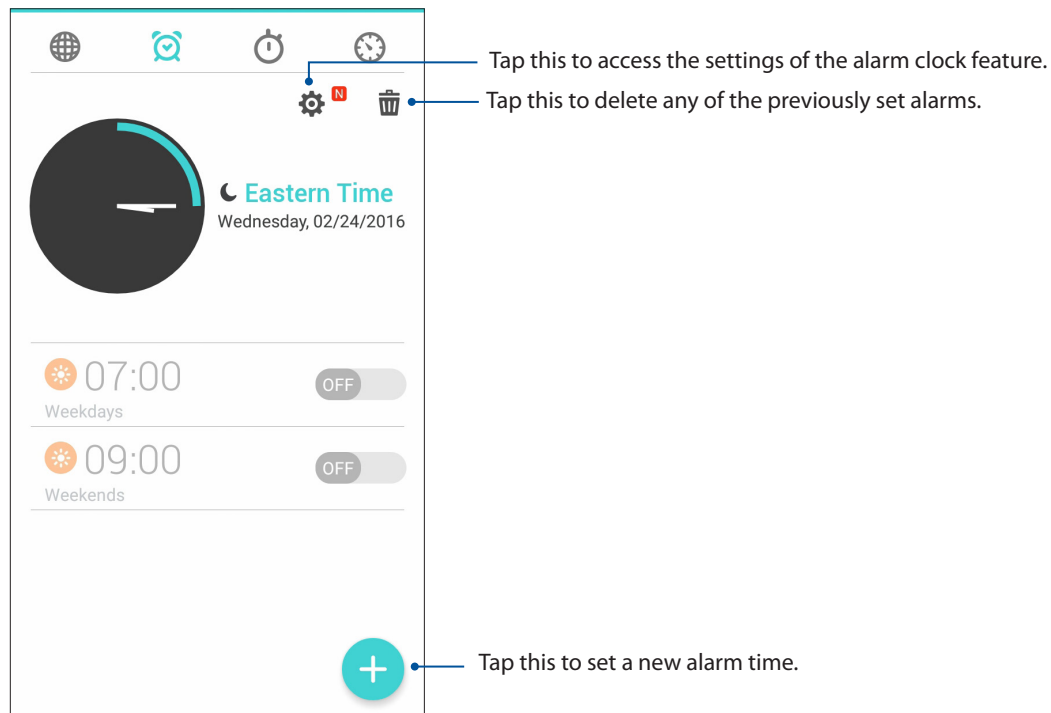 Tap this to access the settings of the alarm clock feature.
N
Tap this to delete any of the previously set alarms.
Eastern Time
Wednesday, 02/24/2016
07:00
OFF
Weekdays
09:00
OFF
Weekends
Tap this to set a new alarm time.